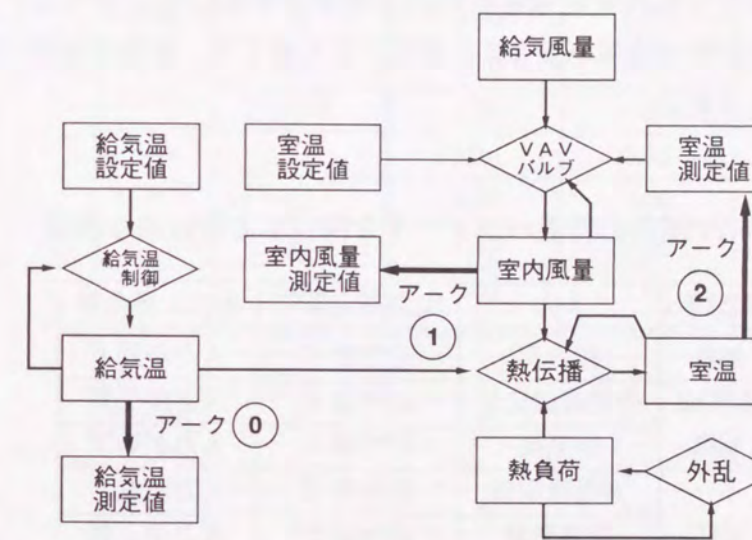 給気風量
給気温
設定値
室温
設定値
VAV
バルブ
室温
測定値
給気温
制御
室内風量
測定値
アーク
1
室内風量
アーク
2
給気温
熱伝播
室温
アーク
0
給気温
測定値
熱負荷
外乱